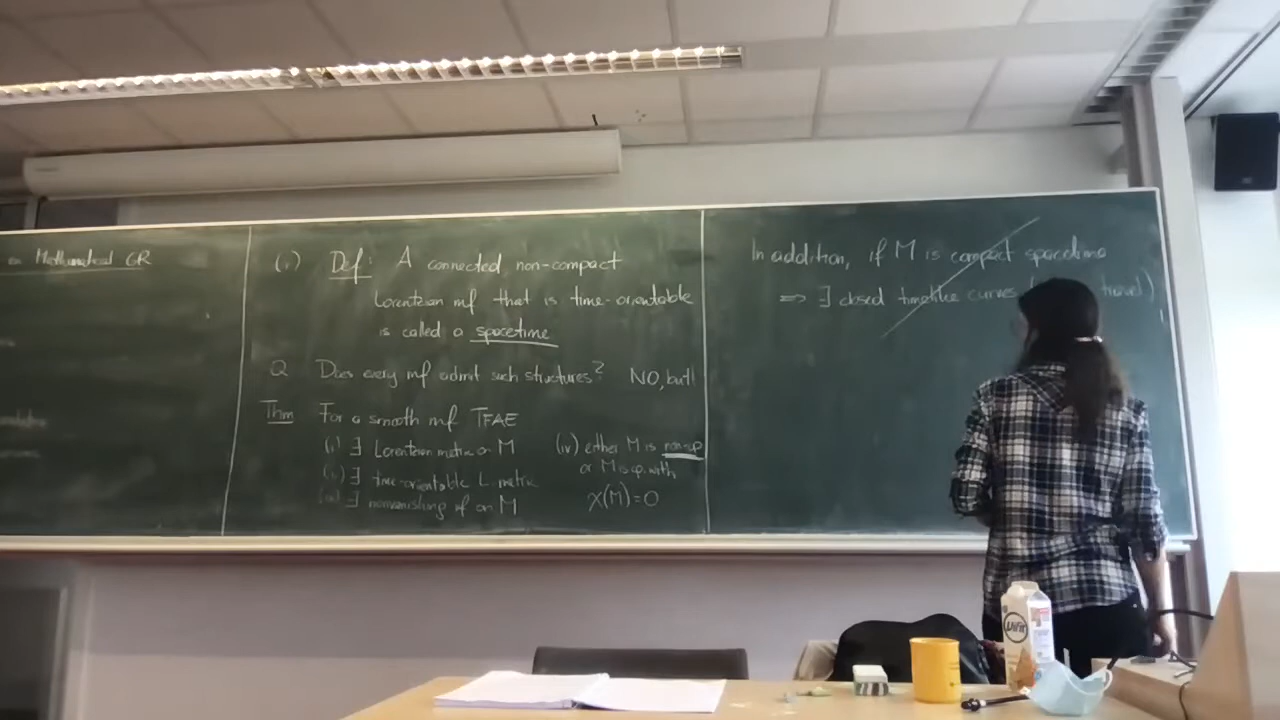 on Mathematical GR
(v) Def: A connected, non-compact
Lorentzian mf that is time-orientable
is called a spacetime
Q Does every mf admit such structures? NO, but!
Thm For a smooth mf TFAE
(i) ∃ Lorentzian metric on M
(ii) ∃ time-orientable L. metric
(iii) ∃ nonvanishing vf on M
(iv) either M is non-cp
or M is cp. with
χ(M)=0
In addition, if M is compact spacetime
⇒ ∃ closed timelike curves ( travel)
Vifit